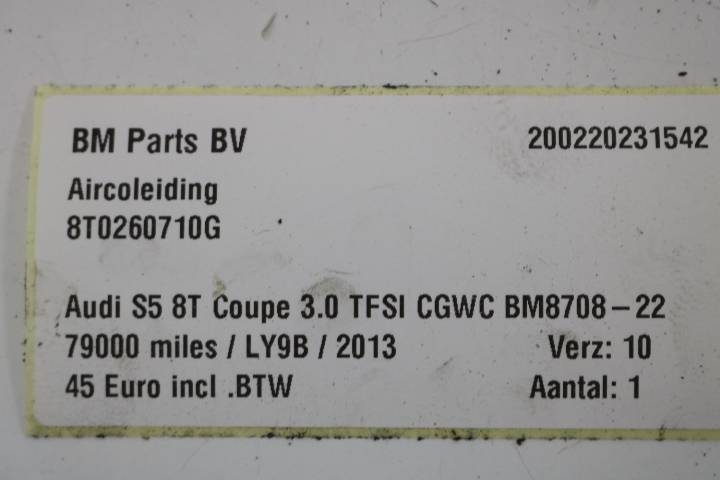 BM Parts BV 200220231542
Aircoleiding
8T0260710G
Audi S5 8T Coupe 3.0 TFSI CGWC BM8708-22
79000 miles / LY9B / 2013 Verz: 10
45 Euro incl .BTW Aantal: 1